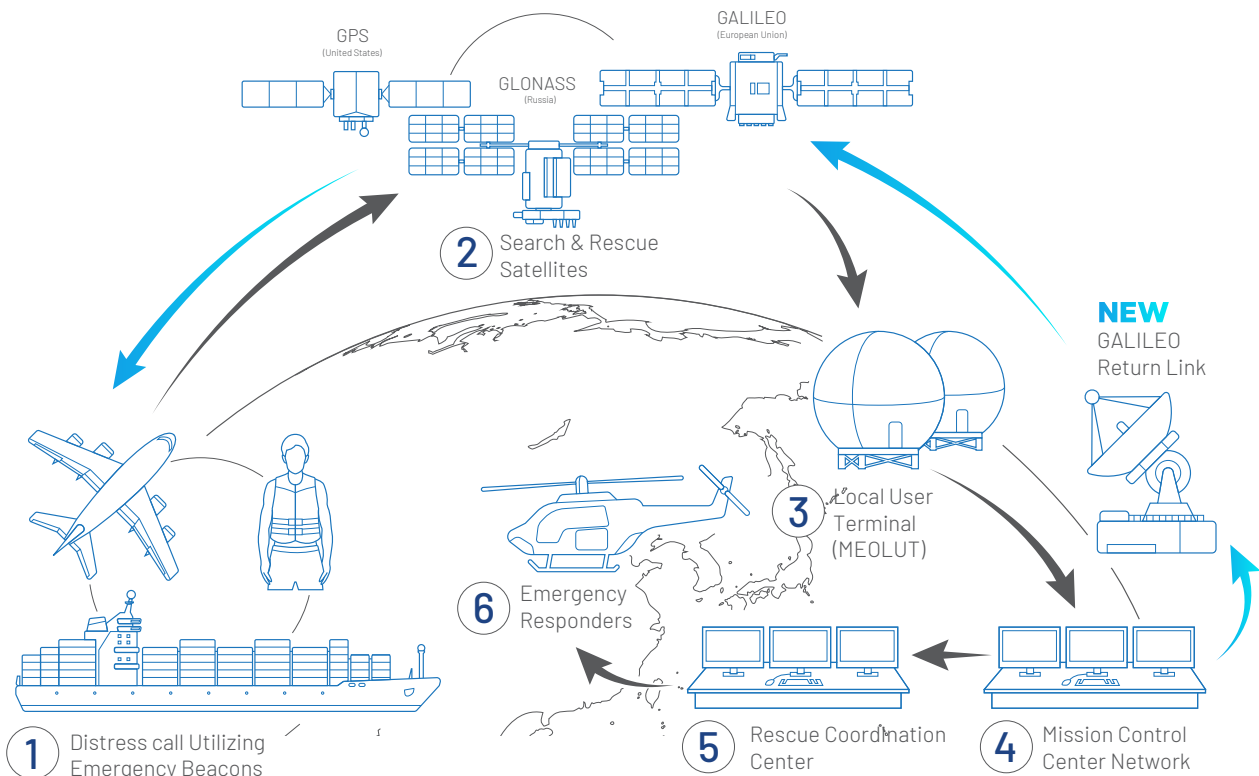 GPS
(United States)
GALILEO
(European Union)
GLONASS
(Russia)
2
Search & Rescue
Satellites
NEW
GALILEO
Return Link
3
Local User
Terminal
(MEOLUT)
6
Emergency
Responders
1
Distress call Utilizing
Emergency Beacons
5
Rescue Coordination
Center
4
Mission Control
Center Network